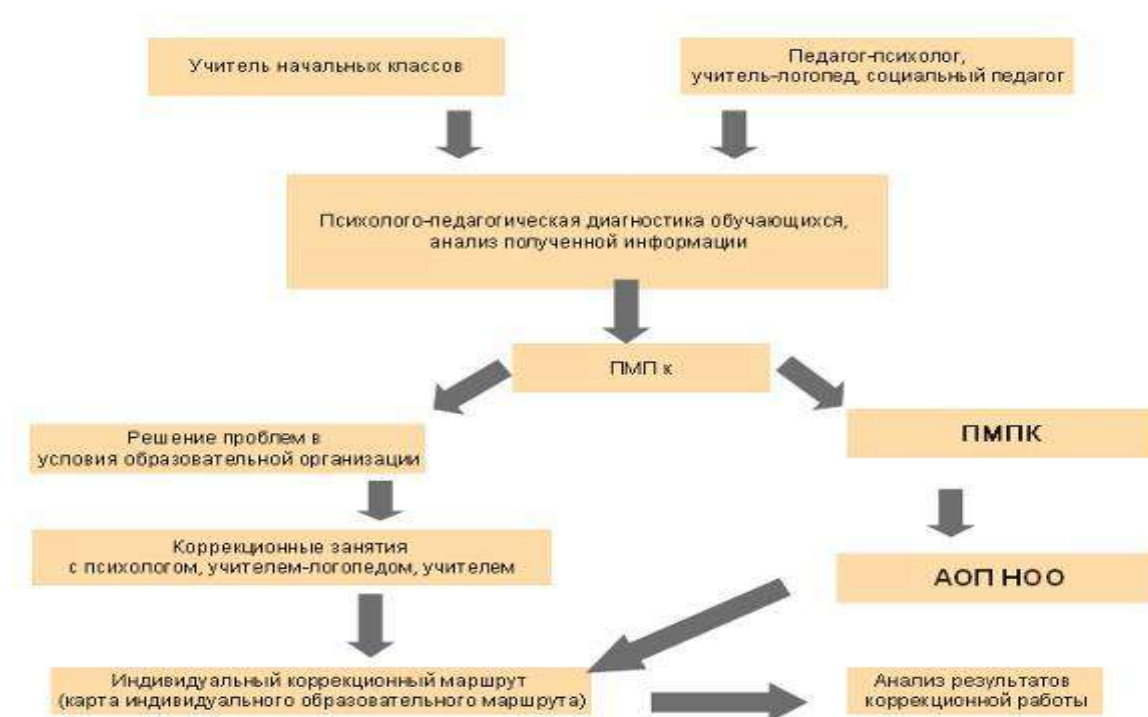 Учитель начальных классов
Педагог-психолог,
учитель-логопед, социальный педагог
Психолого-педагогическая диагностика обучающихся,
анализ полученной информации
ПМП к
Решение проблем в
условия образовательной организации
ПМПК
Коррекционные занятия
с психологом, учителем-логопедом, учителем
АОП НОО
Индивидуальный коррекционный маршрут
(карта индивидуального образовательного маршрута)
Анализ результатов
коррекционной работы